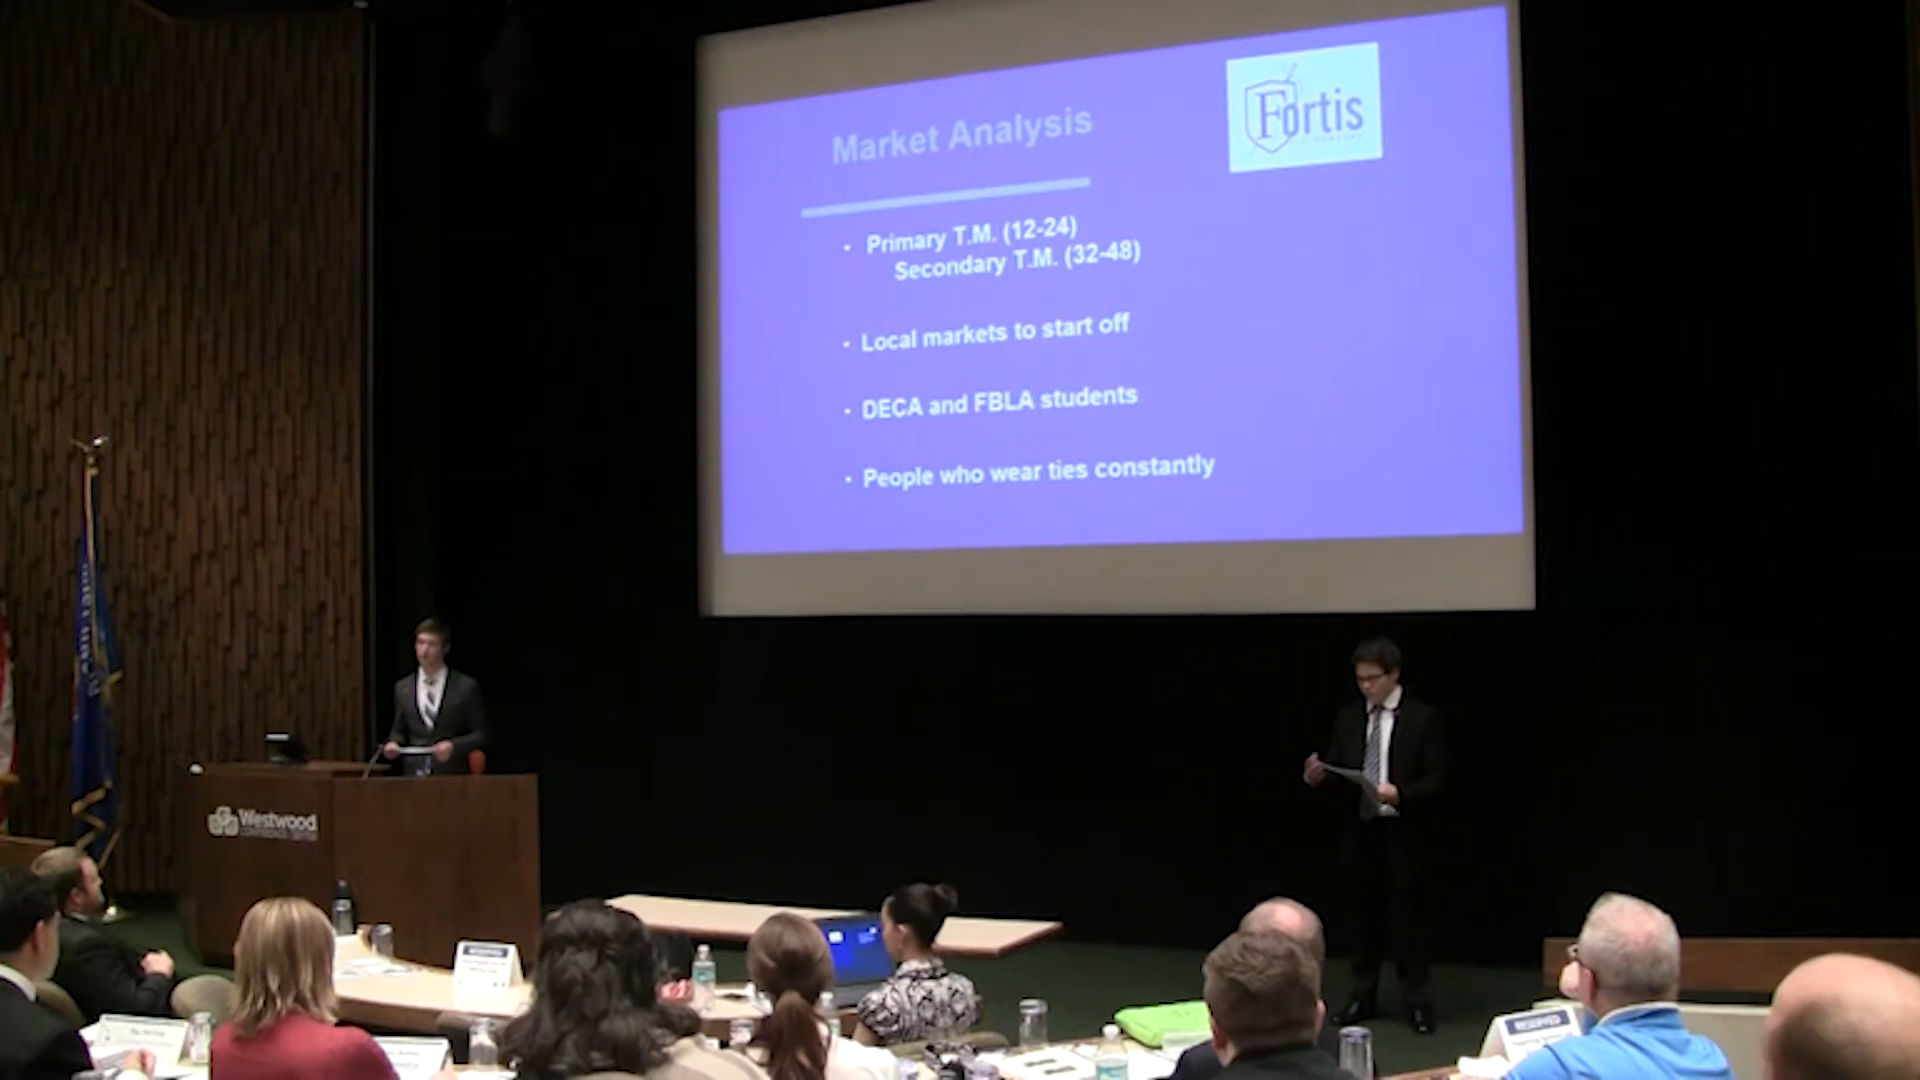 Market Analysis
Fortis
• Primary T.M. (12-24)
Secondary T.M. (32-48)
• Local markets to start off
• DECA and FBLA students
• People who wear ties constantly
Westwood
RESERVED